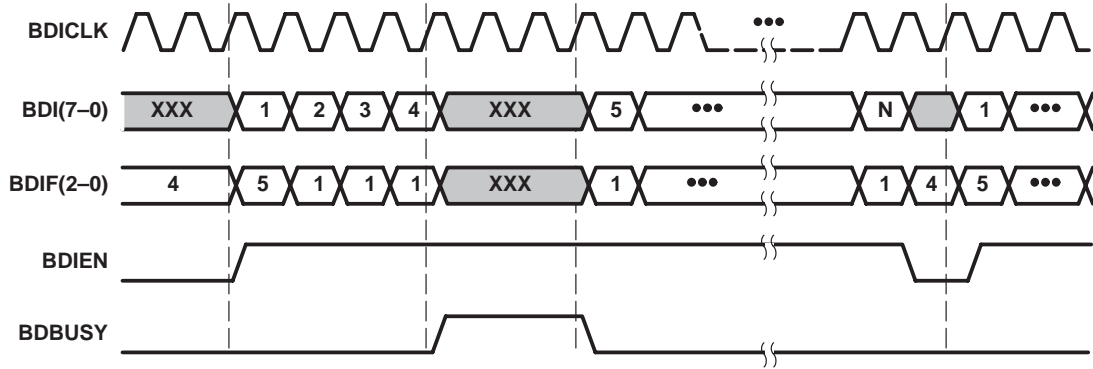 BDICLK •••
BDI(7–0) XXX 1 2 3 4 XXX 5 ••• N 1 •••
BDIF(2–0) 4 5 1 1 1 XXX 1 ••• 1 4 5 •••
BDIEN
BDBUSY